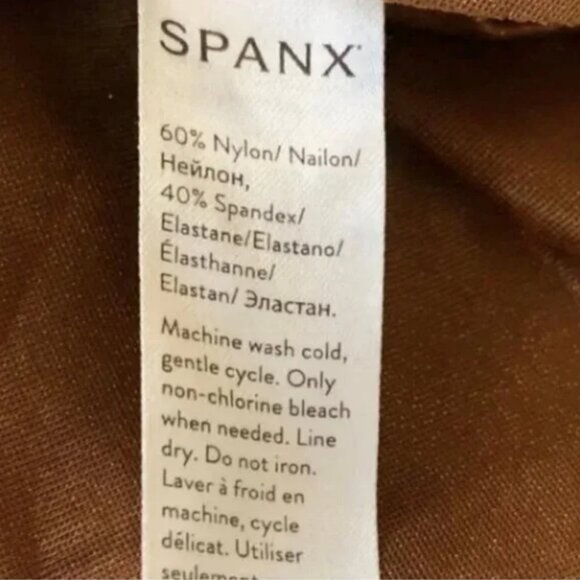 SPANX
60% Nylon/ Nailon/
Нейлон,
40% Spandex/
Elastane/Elastano/
Élasthanne/
Elastan/ Эластан.
Machine wash cold,
gentle cycle. Only
non-chlorine bleach
when needed. Line
dry. Do not iron.
Laver à froid en
machine, cycle
délicat. Utiliser
seulement